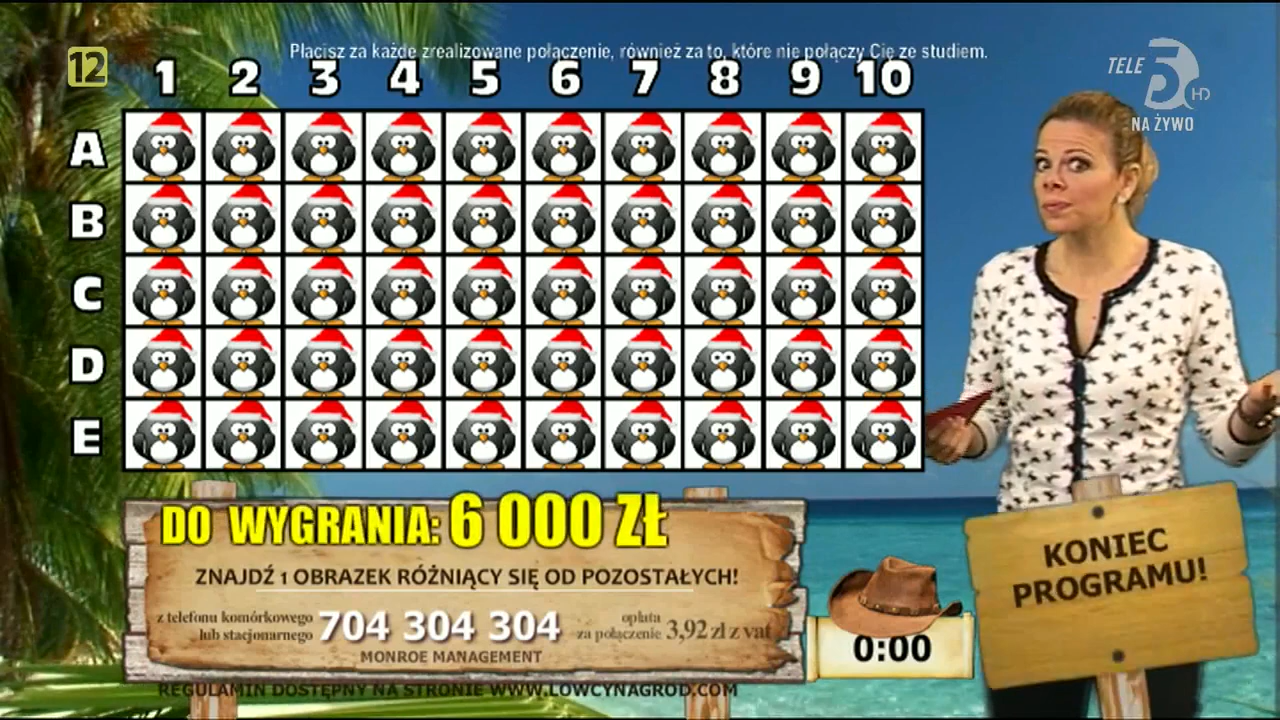 Płacisz za każde zrealizowane połączenie, również za to, które nie połączy Cię ze studiem.
12
TELE 5 HD
NA ŻYWO
1 2 3 4 5 6 7 8 9 10
A
B
C
D
E
DO WYGRANIA: 6 000 ZŁ
ZNAJDŹ 1 OBRAZEK RÓŻNIĄCY SIĘ OD POZOSTAŁYCH!
z telefonu komórkowego
lub stacjonarnego
704 304 304
opłata
za połączenie 3,92 zł z vat
MONROE MANAGEMENT
REGULAMIN DOSTĘPNY NA STRONIE WWW.LOWCYNAGROD.COM
0:00
KONIEC
PROGRAMU!